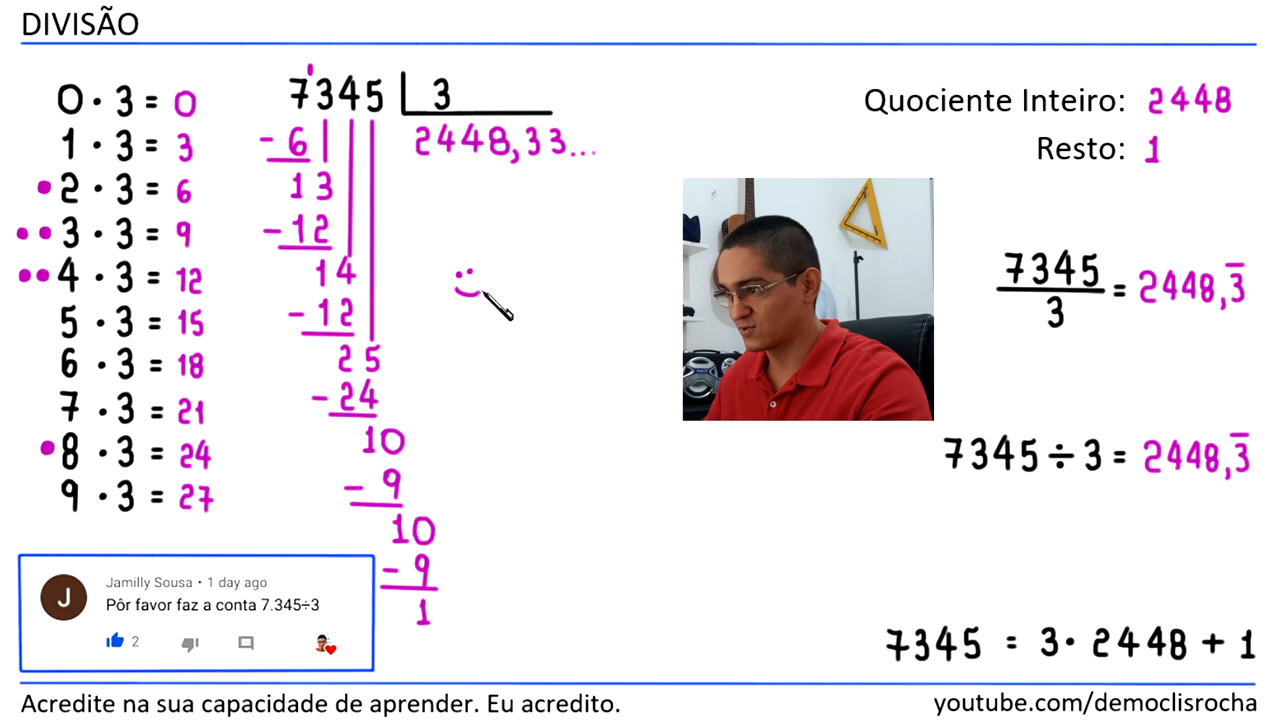 DIVISÃO
0 · 3 = 0
1 · 3 = 3
2 · 3 = 6
3 · 3 = 9
4 · 3 = 12
5 · 3 = 15
6 · 3 = 18
7 · 3 = 21
8 · 3 = 24
9 · 3 = 27
7345 3
2448,33...
- 6
13
- 12
14
- 12
25
- 24
10
- 9
10
- 9
1
Quociente Inteiro: 2448
Resto: 1
7345
3
= 2448,3̅
7345 ÷ 3 = 2448,3̅
7345 = 3 · 2448 + 1
J
Jamilly Sousa • 1 day ago
Pôr favor faz a conta 7.345÷3
2
Acredite na sua capacidade de aprender. Eu acredito.
youtube.com/democlisrocha